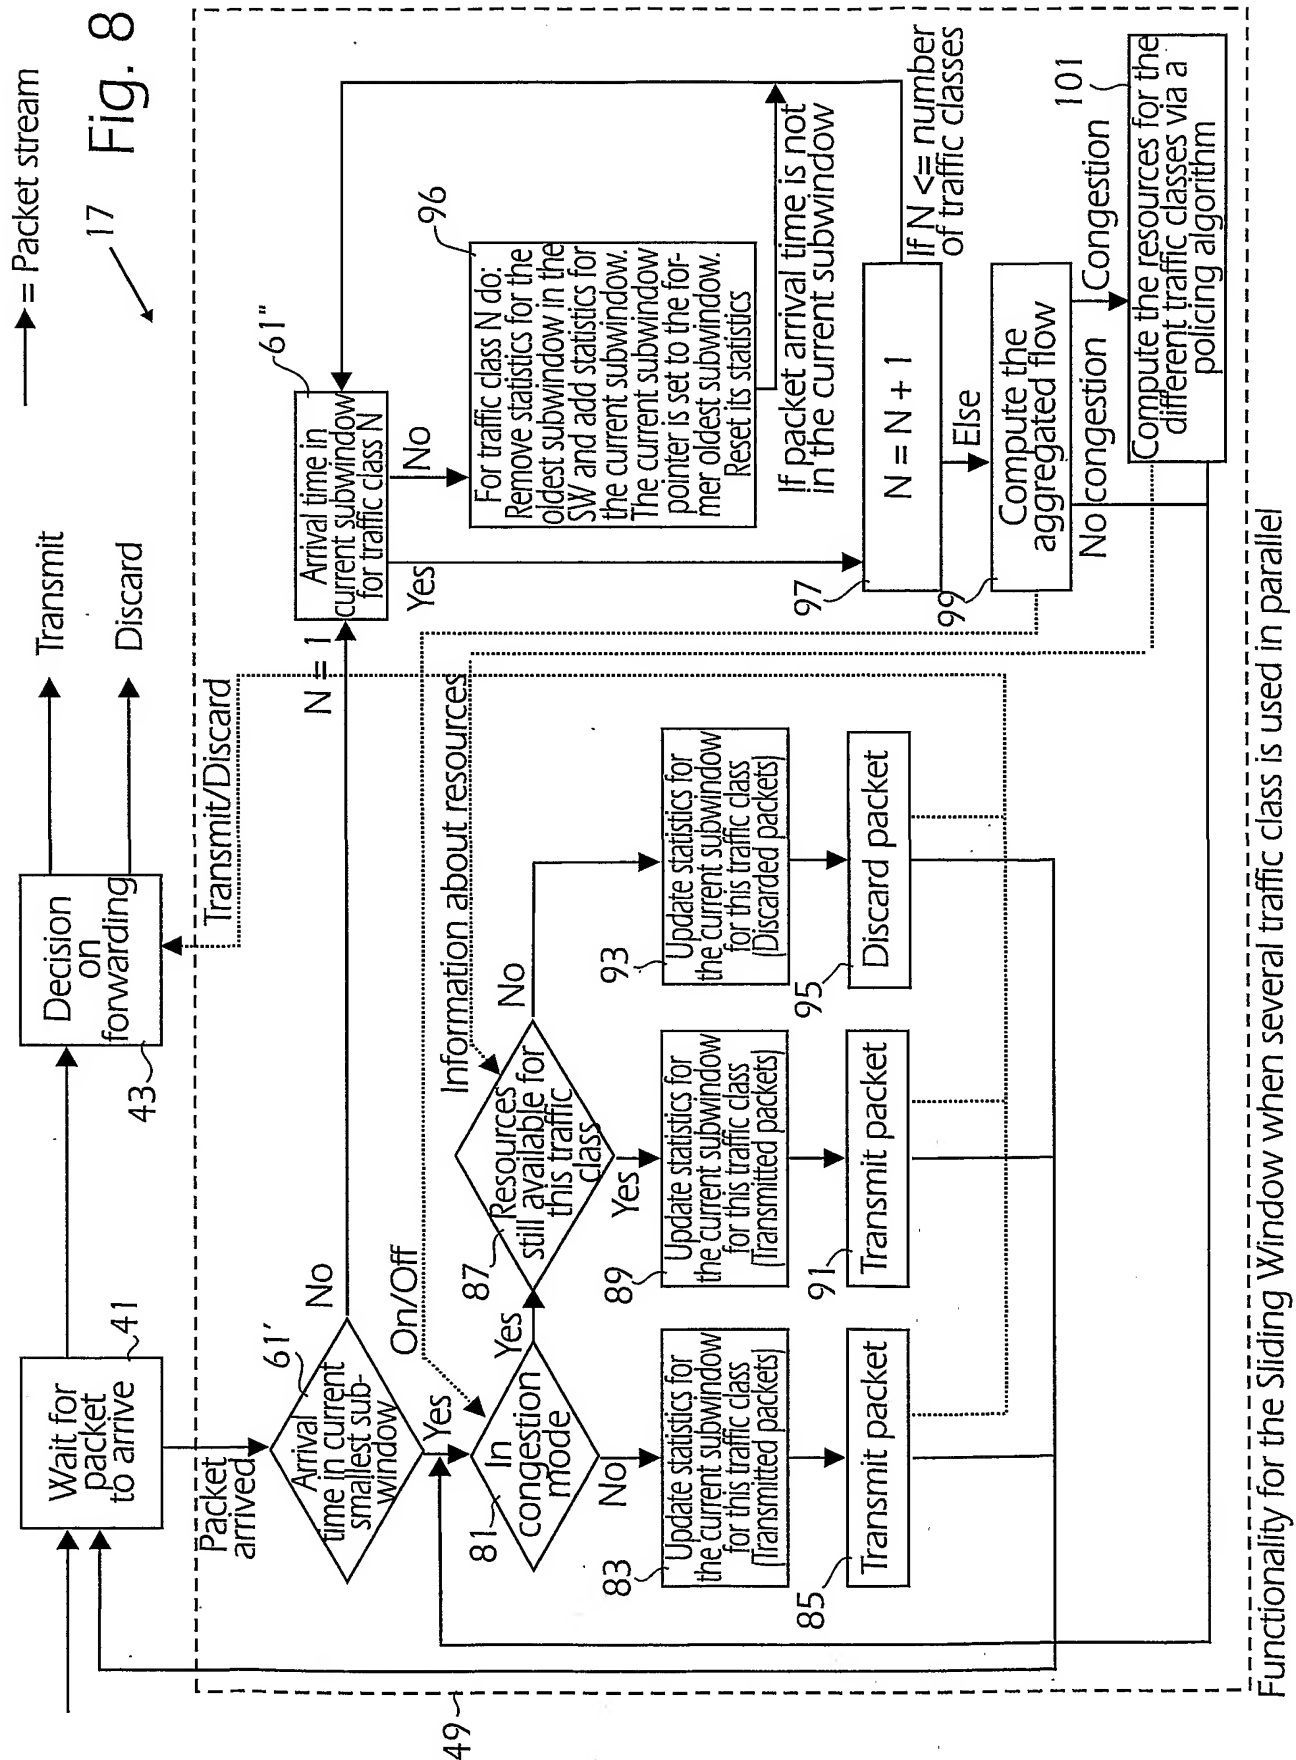 = Packet stream
17
Fig. 8
Wait for
packet
to arrive
41
Decision
on
forwarding
43
Transmit
Discard
Packet
arrived
Arrival
time in current
smallest sub-
window
61'
No
Yes
Transmit/Discard
N = 1
Arrival time in
current subwindow
for traffic class N
61"
No
Yes
For traffic class N do:
Remove statistics for the
oldest subwindow in the
SW and add statistics for
the current subwindow.
The current subwindow
pointer is set to the for-
mer oldest subwindow.
Reset its statistics
96
If packet arrival time is not
in the current subwindow
N = N + 1
97
If N <= number
of traffic classes
Else
Compute the
aggregated flow
99
No congestion
Congestion
Compute the resources for the
different traffic classes via a
policing algorithm
101
On/Off
Information about resources
In
congestion
mode
81
Yes
No
Resources
still available for
this traffic
class
87
No
Yes
Update statistics for
the current subwindow
for this traffic class
(Transmitted packets)
83
Transmit packet
85
Update statistics for
the current subwindow
for this traffic class
(Transmitted packets)
89
Transmit packet
91
Update statistics for
the current subwindow
for this traffic class
(Discarded packets)
93
Discard packet
95
49
Functionality for the Sliding Window when several traffic class is used in parallel